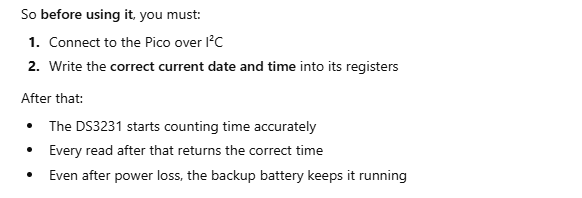 So before using it, you must:
1. Connect to the Pico over I²C
2. Write the correct current date and time into its registers
After that:
• The DS3231 starts counting time accurately
• Every read after that returns the correct time
• Even after power loss, the backup battery keeps it running